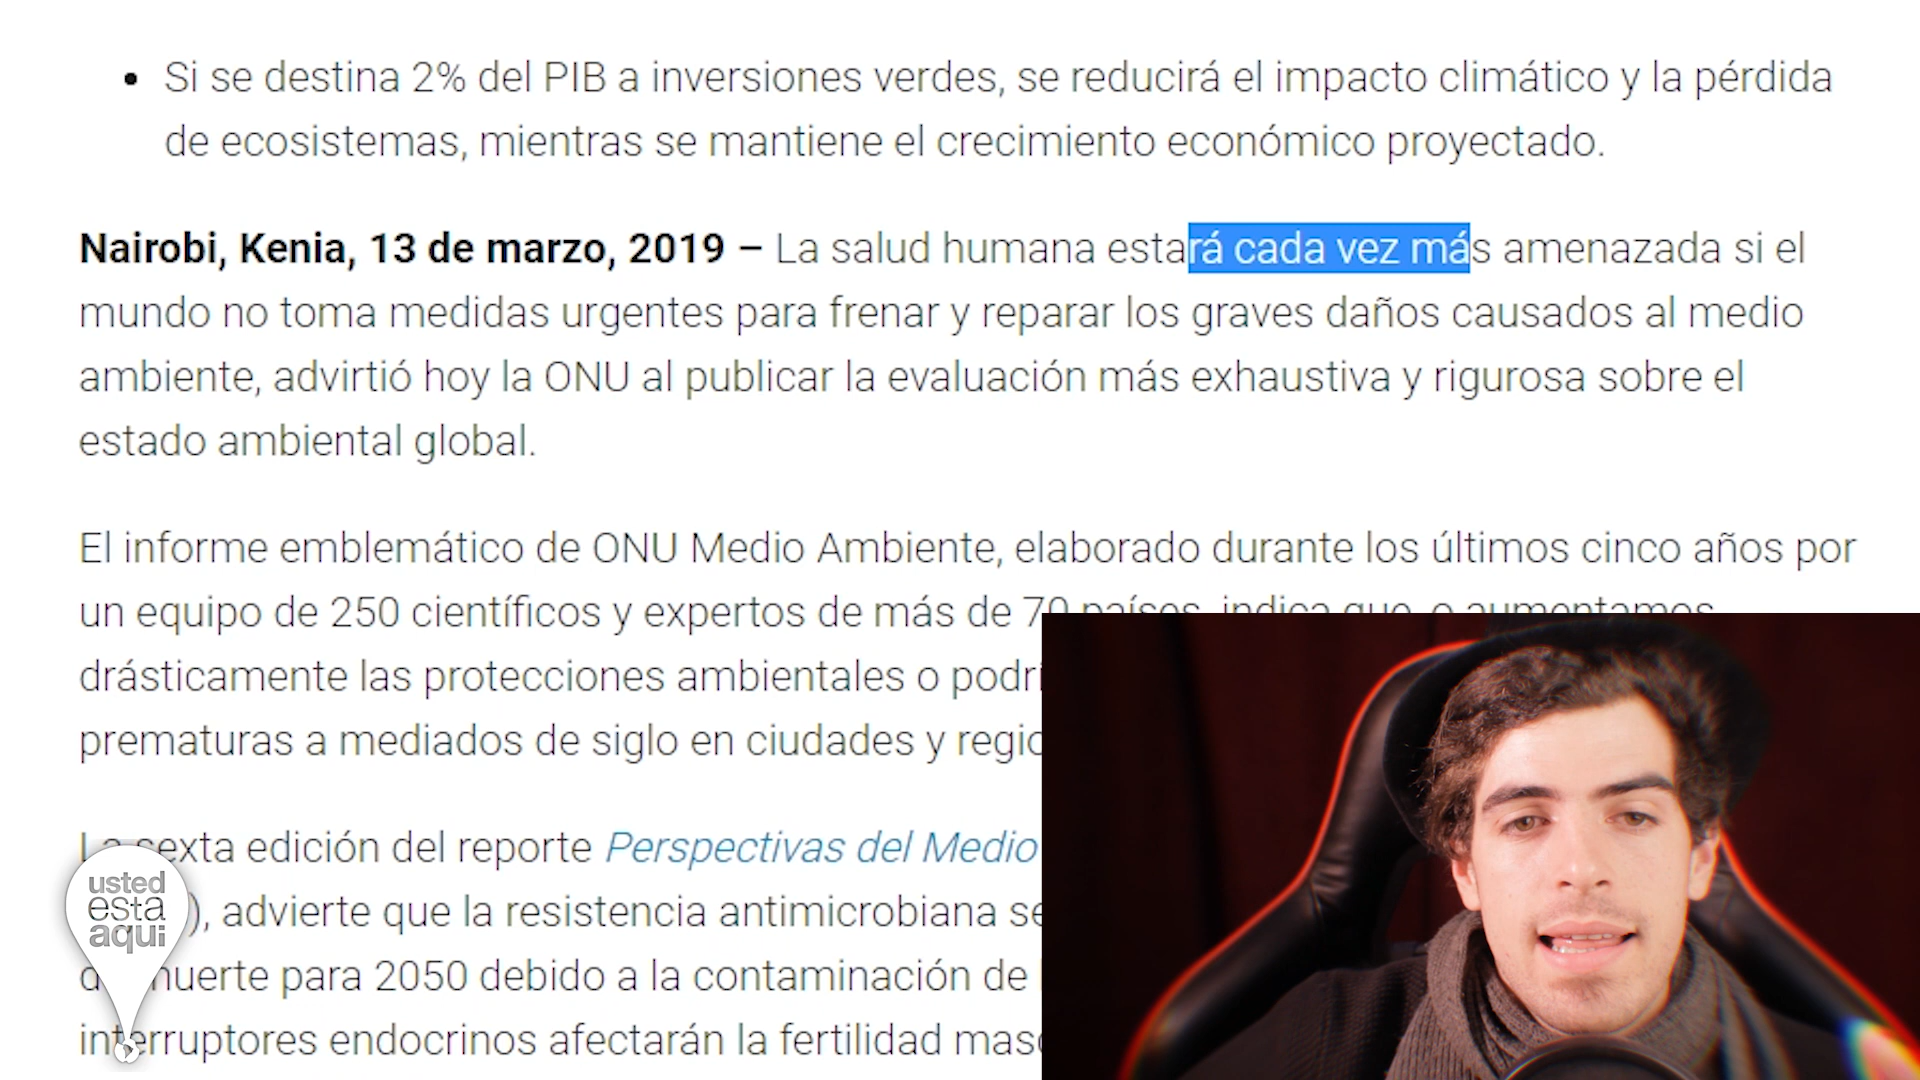 • Si se destina 2% del PIB a inversiones verdes, se reducirá el impacto climático y la pérdida
de ecosistemas, mientras se mantiene el crecimiento económico proyectado.
Nairobi, Kenia, 13 de marzo, 2019 – La salud humana estará cada vez más amenazada si el
mundo no toma medidas urgentes para frenar y reparar los graves daños causados al medio
ambiente, advirtió hoy la ONU al publicar la evaluación más exhaustiva y rigurosa sobre el
estado ambiental global.
El informe emblemático de ONU Medio Ambiente, elaborado durante los últimos cinco años por
un equipo de 250 científicos y expertos de más de 70 países, indica que, o aumentamos
drásticamente las protecciones ambientales o
prematuras a mediados de siglo en ciudades y
La sexta edición del reporte Perspectivas del Medio
), advierte que la resistencia antimicrobiana
muerte para 2050 debido a la contaminación de
interruptores endocrinos afectarán la fertilidad
usted
esta
aqui